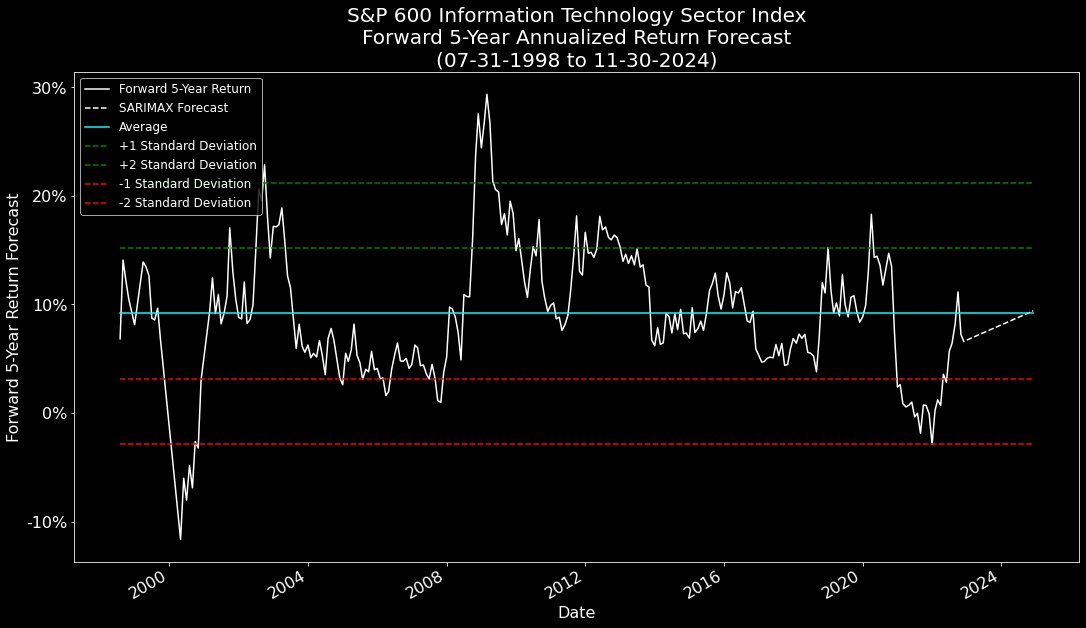 S&P 600 Information Technology Sector Index
Forward 5-Year Annualized Return Forecast
(07-31-1998 to 11-30-2024)
Forward 5-Year Return
SARIMAX Forecast
Average
+1 Standard Deviation
+2 Standard Deviation
-1 Standard Deviation
-2 Standard Deviation
Forward 5-Year Return Forecast
30%
20%
10%
0%
-10%
2000
2004
2008
2012
2016
2020
2024
Date